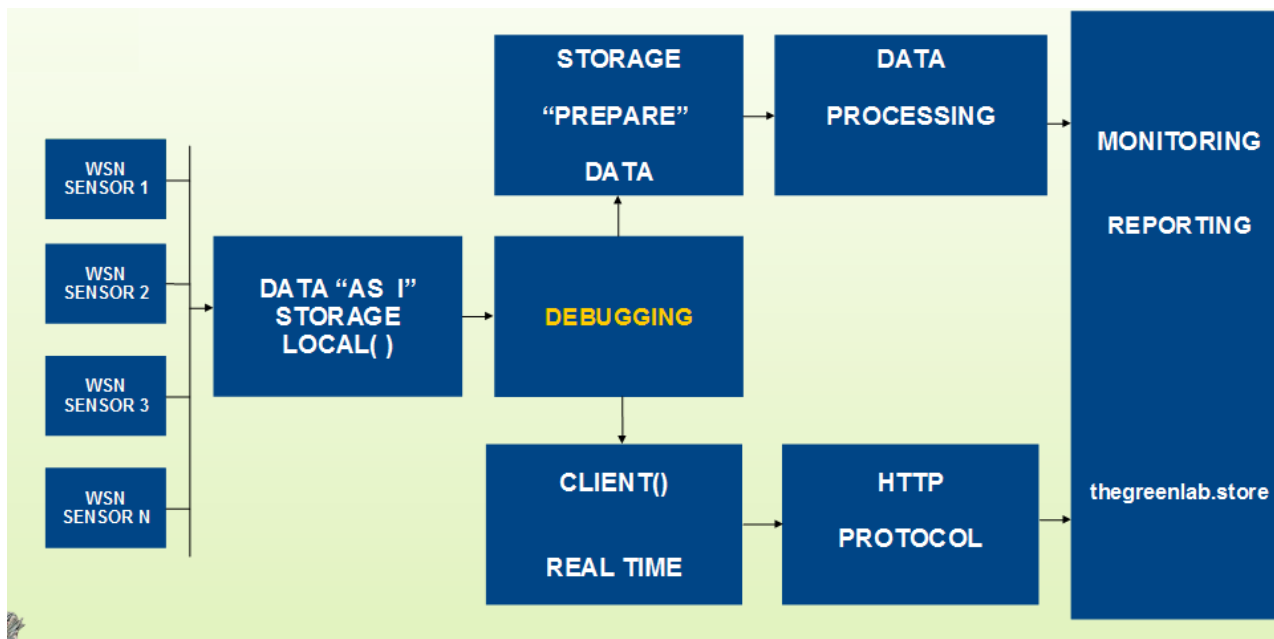 WSN
SENSOR 1
WSN
SENSOR 2
WSN
SENSOR 3
WSN
SENSOR N
DATA “AS I”
STORAGE
LOCAL( )
DEBUGGING
STORAGE
“PREPARE”
DATA
DATA
PROCESSING
CLIENT()
REAL TIME
HTTP
PROTOCOL
MONITORING
REPORTING
thegreenlab.store